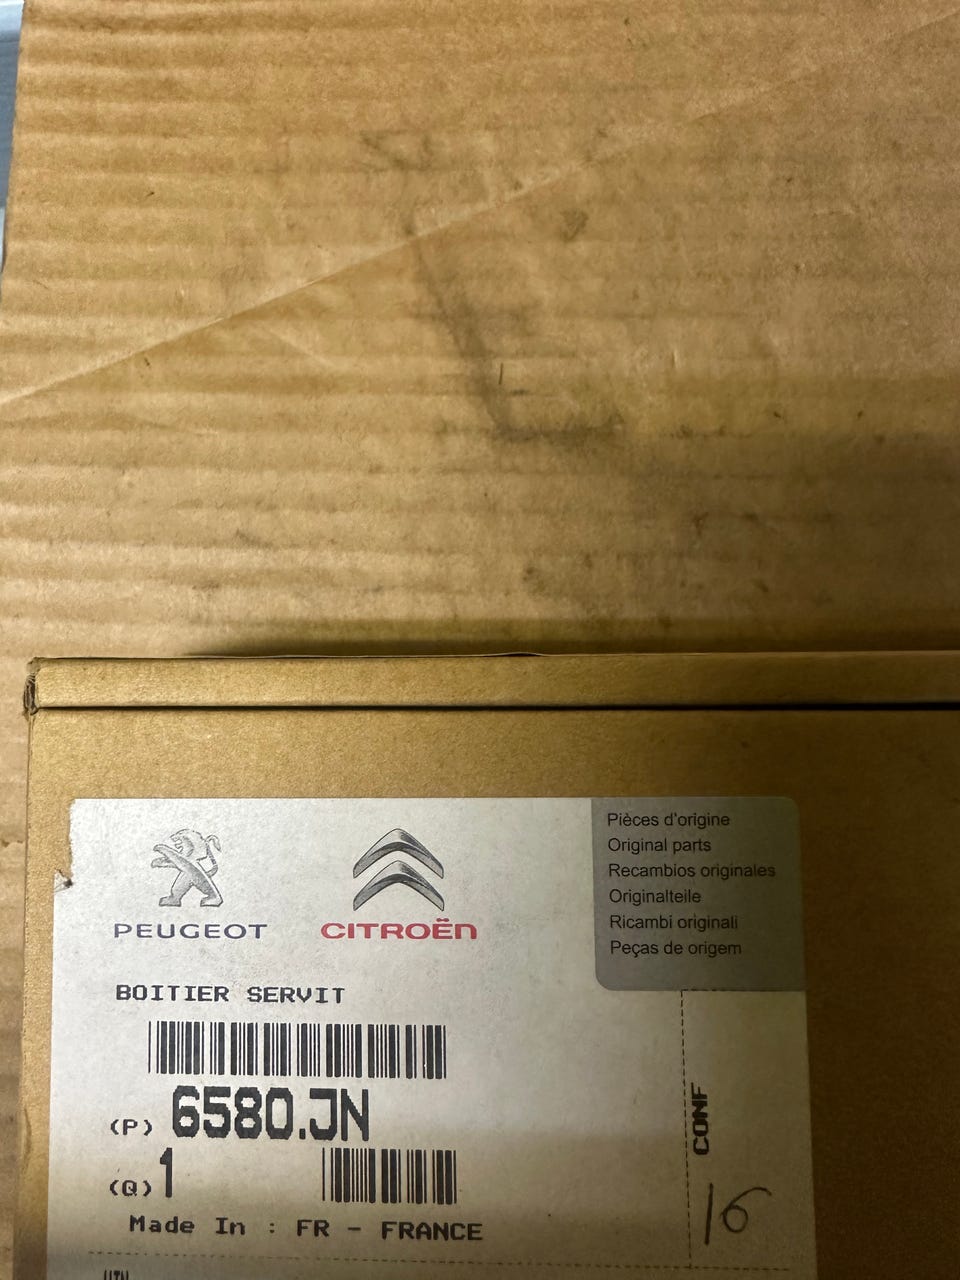 Pièces d'origine
Original parts
Recambios originales
Originalteile
Ricambi originali
Peças de origem
PEUGEOT
CITROËN
BOITIER SERVIT
(P) 6580.JN
(Q) 1
Made In : FR - FRANCE
CONF
16